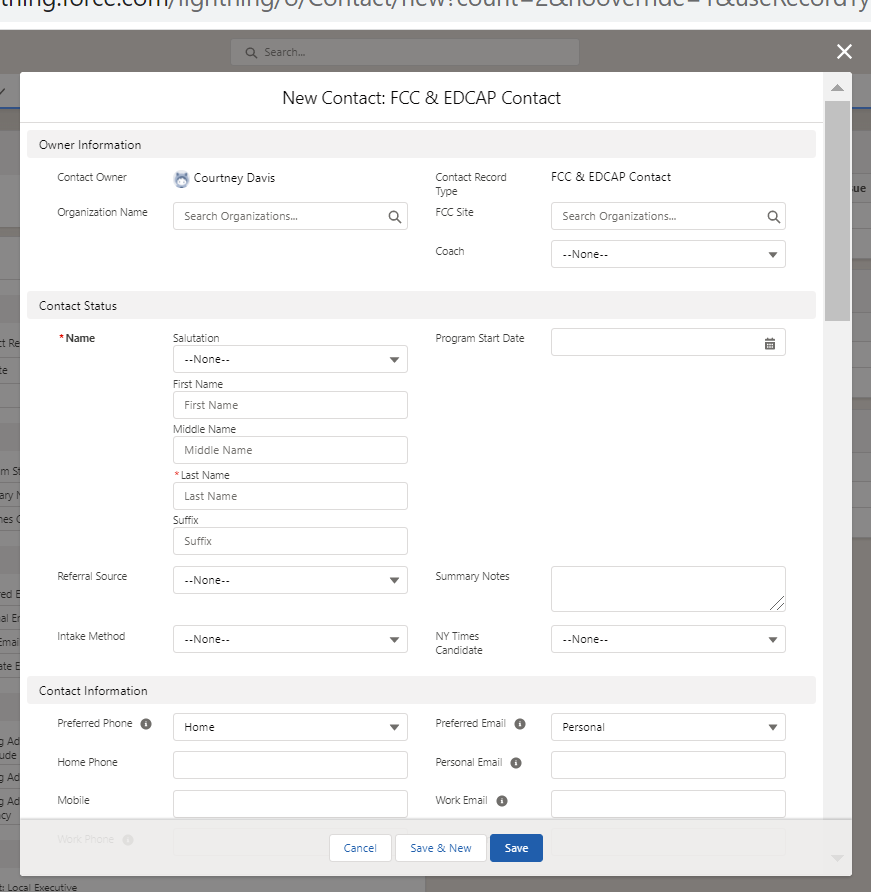 thing.force.com/lightning/o/Contact/new?count=2&nooverride=1&useRecordTy
Search...
New Contact: FCC & EDCAP Contact
Owner Information
Contact Owner
Courtney Davis
Contact Record
Type
FCC & EDCAP Contact
Organization Name
Search Organizations...
FCC Site
Search Organizations...
Coach
--None--
Contact Status
*Name
Salutation
--None--
Program Start Date
First Name
First Name
Middle Name
Middle Name
*Last Name
Last Name
Suffix
Suffix
Referral Source
--None--
Summary Notes
Intake Method
--None--
NY Times
Candidate
--None--
Contact Information
Preferred Phone
Home
Preferred Email
Personal
Home Phone
Personal Email
Mobile
Work Email
Work Phone
Cancel
Save & New
Save
: Local Executive